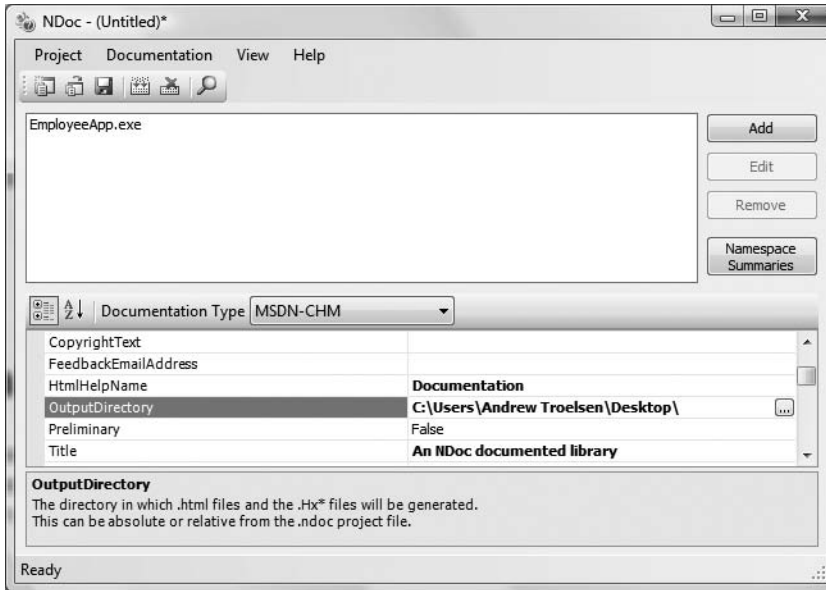 NDoc - (Untitled)*
Project Documentation View Help
EmployeeApp.exe
Add
Edit
Remove
Namespace
Summaries
Documentation Type MSDN-CHM
CopyrightText
FeedbackEmailAddress
HtmlHelpName Documentation
OutputDirectory C:\Users\Andrew Troelsen\Desktop\ ...
Preliminary False
Title An NDoc documented library
OutputDirectory
The directory in which .html files and the .Hx* files will be generated.
This can be absolute or relative from the .ndoc project file.
Ready